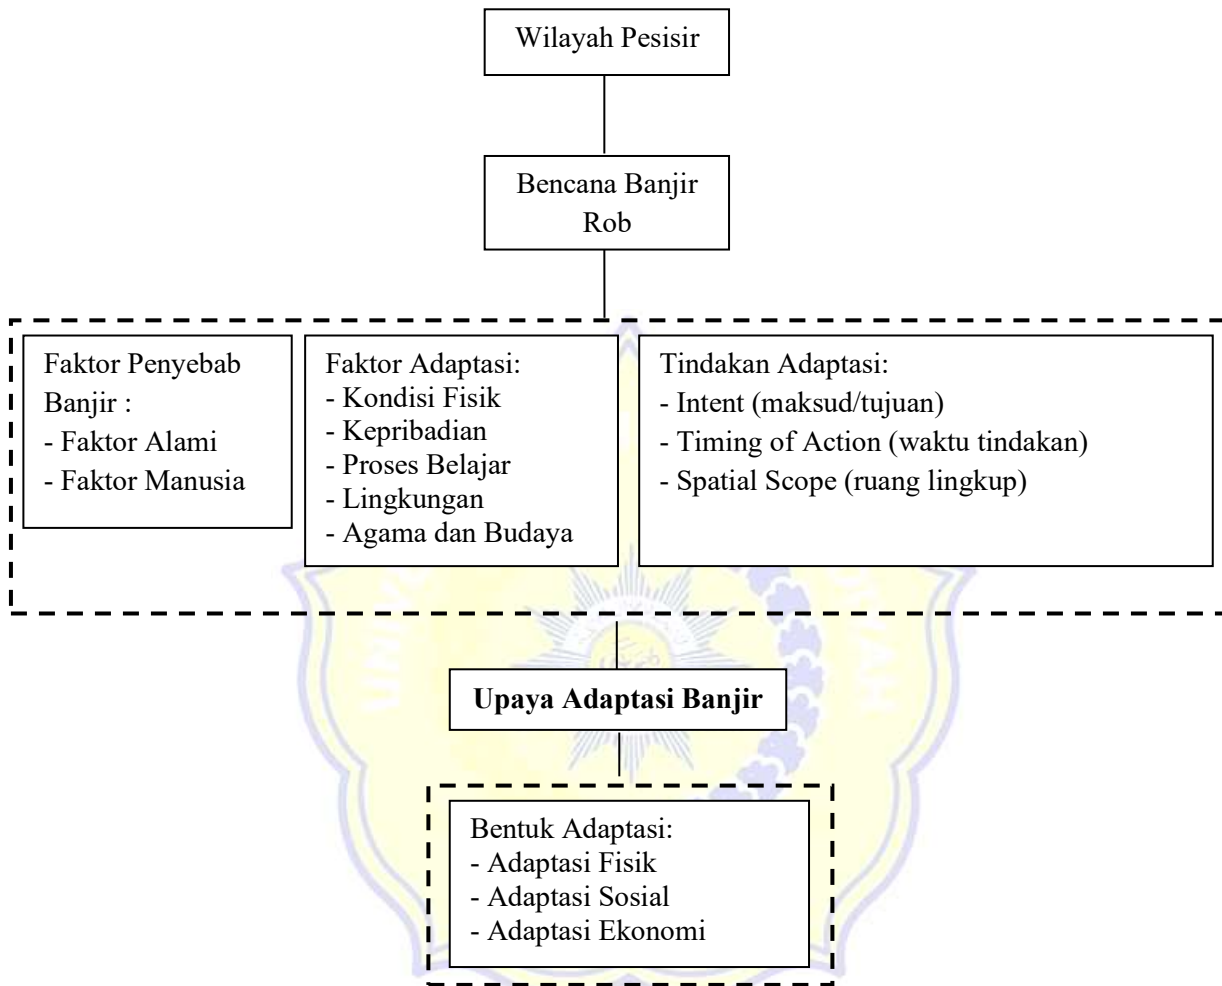 Wilayah Pesisir
Bencana Banjir
Rob
Faktor Penyebab
Banjir :
- Faktor Alami
- Faktor Manusia
Faktor Adaptasi:
- Kondisi Fisik
- Kepribadian
- Proses Belajar
- Lingkungan
- Agama dan Budaya
Tindakan Adaptasi:
- Intent (maksud/tujuan)
- Timing of Action (waktu tindakan)
- Spatial Scope (ruang lingkup)
Upaya Adaptasi Banjir
Bentuk Adaptasi:
- Adaptasi Fisik
- Adaptasi Sosial
- Adaptasi Ekonomi